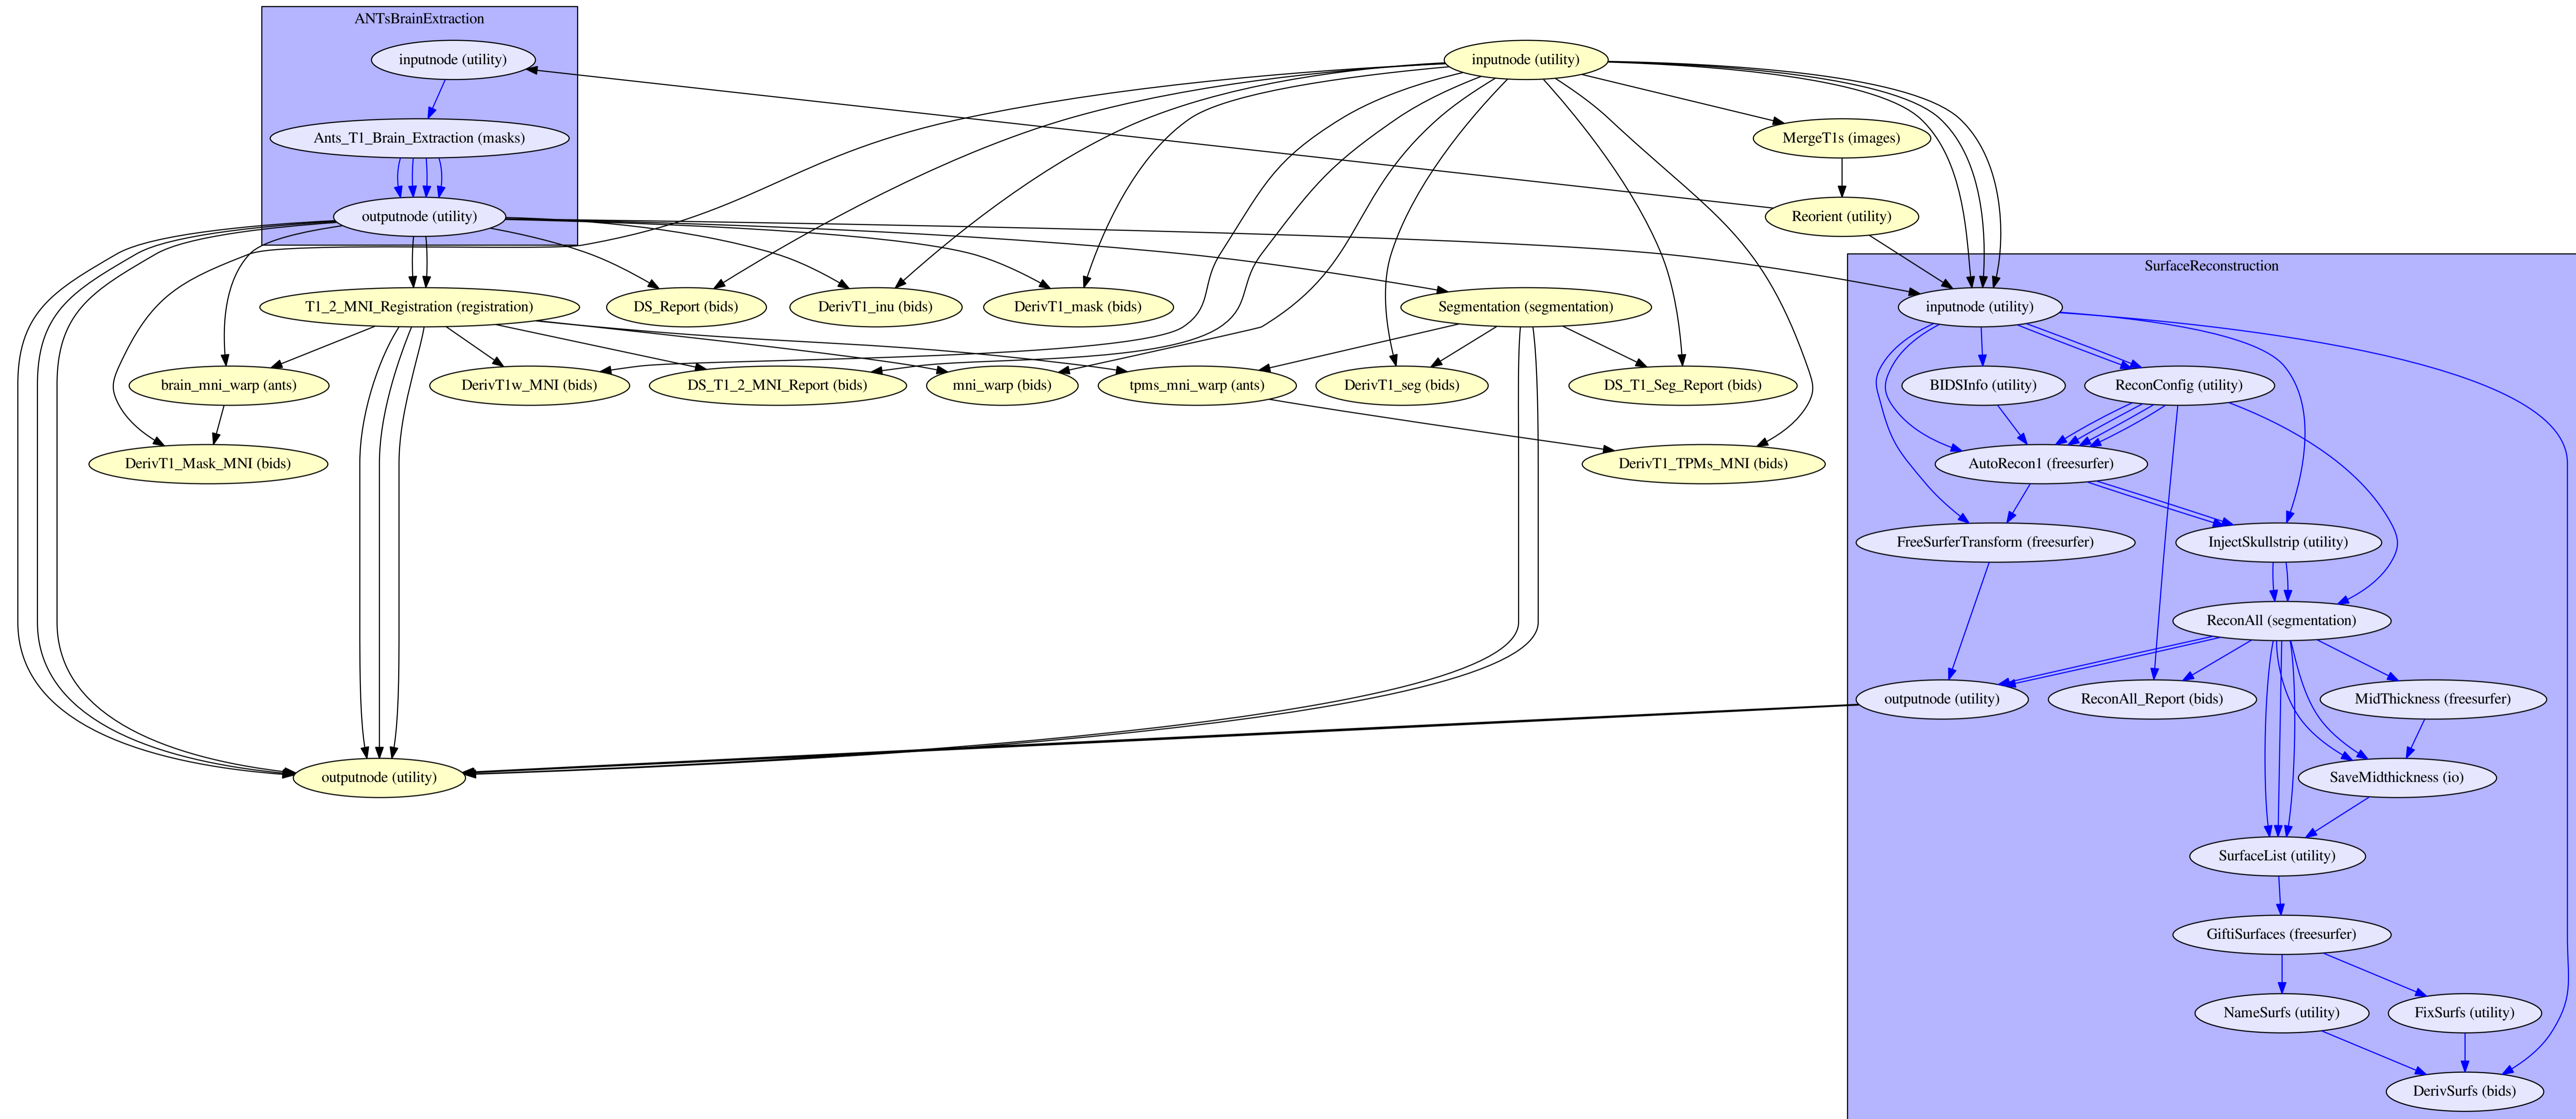 ANTsBrainExtraction
inputnode (utility)
inputnode (utility)
Ants_T1_Brain_Extraction (masks)
MergeT1s (images)
outputnode (utility)
Reorient (utility)
SurfaceReconstruction
T1_2_MNI_Registration (registration)
DS_Report (bids)
DerivT1_inu (bids)
DerivT1_mask (bids)
Segmentation (segmentation)
inputnode (utility)
brain_mni_warp (ants)
DerivT1w_MNI (bids)
DS_T1_2_MNI_Report (bids)
mni_warp (bids)
tpms_mni_warp (ants)
DerivT1_seg (bids)
DS_T1_Seg_Report (bids)
BIDSInfo (utility)
ReconConfig (utility)
DerivT1_Mask_MNI (bids)
DerivT1_TPMs_MNI (bids)
AutoRecon1 (freesurfer)
FreeSurferTransform (freesurfer)
InjectSkullstrip (utility)
ReconAll (segmentation)
outputnode (utility)
ReconAll_Report (bids)
MidThickness (freesurfer)
outputnode (utility)
SaveMidthickness (io)
SurfaceList (utility)
GiftiSurfaces (freesurfer)
NameSurfs (utility)
FixSurfs (utility)
DerivSurfs (bids)